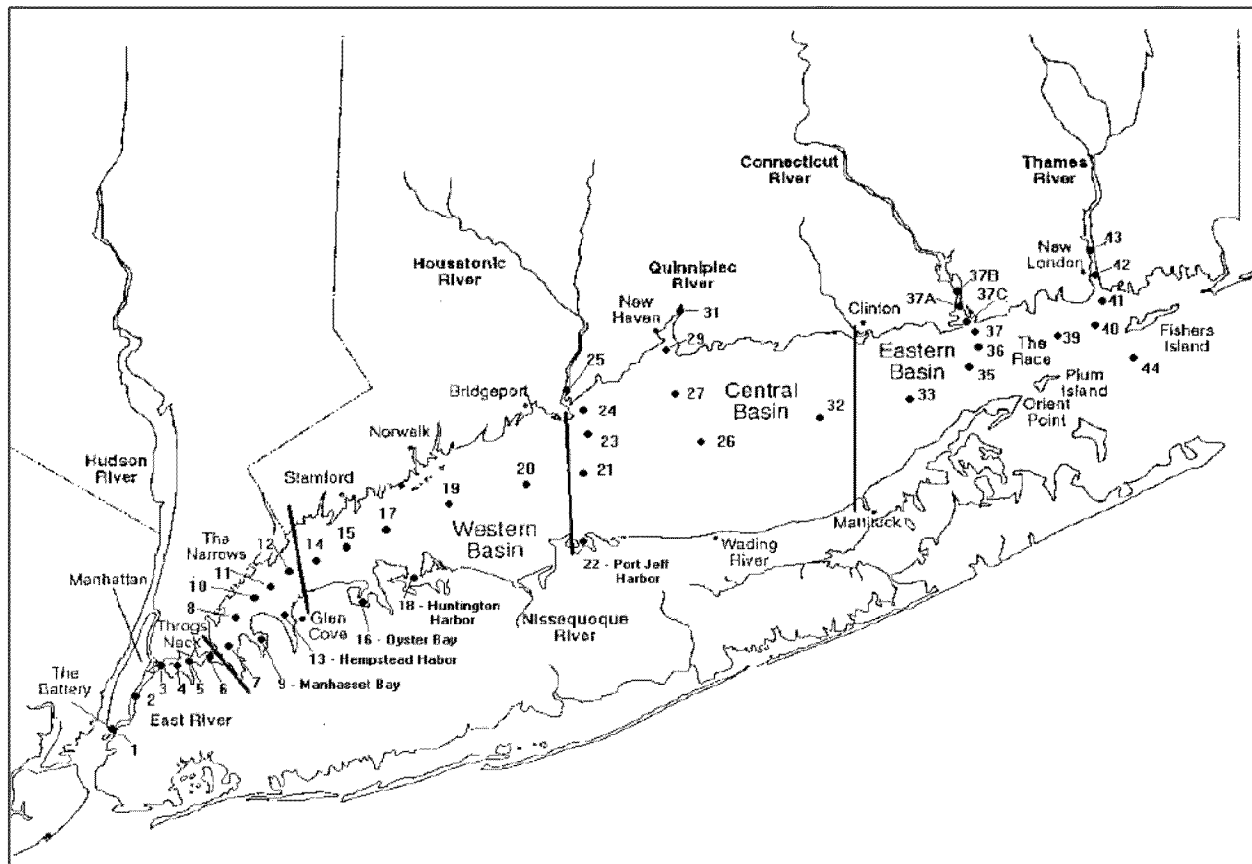 Connecticut
River
Thames
River
Housatonic
River
Quinnipiac
River
New
Haven
31
29
New
London
43
42
41
40
39
44
Fishers
Island
37B
37A
37C
37
36
35
33
Clinton
Eastern
Basin
The
Race
Plum
Island
Orient
Point
25
24
23
21
27
26
32
Central
Basin
Bridgeport
Norwalk
Stamford
Hudson
River
20
19
17
15
14
12
11
10
8
Western
Basin
The
Narrows
Manhattan
Throgs
Neck
The
Battery
1
2
3
4
5
6
7
East River
9 - Manhasset Bay
13 - Hempstead Habor
Glen
Cove
16 - Oyster Bay
18 - Huntington
Harbor
Nissequoque
River
22 - Port Jeff
Harbor
Wading
River
Mattituck